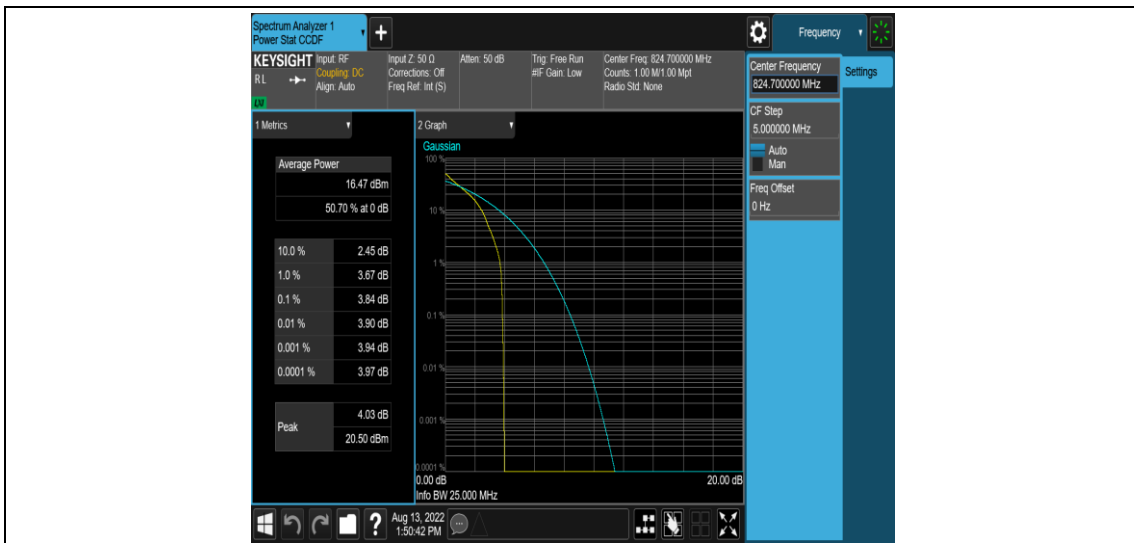 Spectrum Analyzer 1
Power Stat CCDF
+
Frequency
KEYSIGHT
RL
LNI
Input: RF
Coupling: DC
Align: Auto
Input Z: 50 Ω
Corrections: Off
Freq Ref: Int (S)
Atten: 50 dB
Trig: Free Run
#IF Gain: Low
Center Freq: 824.700000 MHz
Counts: 1.00 M/1.00 Mpt
Radio Std: None
Center Frequency
824.700000 MHz
Settings
CF Step
5.000000 MHz
Auto
Man
Freq Offset
0 Hz
1 Metrics
Average Power
16.47 dBm
50.70 % at 0 dB
10.0 % 2.45 dB
1.0 % 3.67 dB
0.1 % 3.84 dB
0.01 % 3.90 dB
0.001 % 3.94 dB
0.0001 % 3.97 dB
Peak
4.03 dB
20.50 dBm
2 Graph
Gaussian
100 %
10 %
1 %
0.1 %
0.01 %
0.001 %
0.0001 %
0.00 dB 20.00 dB
Info BW 25.000 MHz
?
Aug 13, 2022
1:50:42 PM